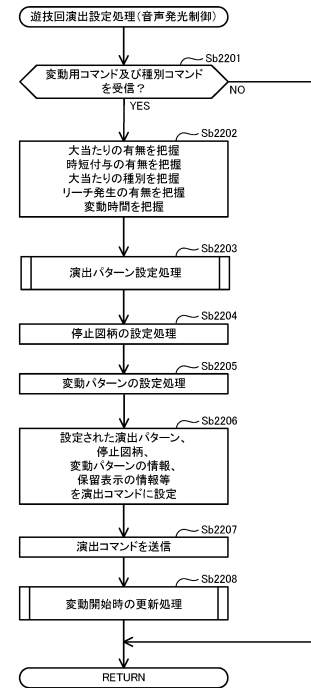 遊技回演出設定処理(音声発光制御)
Sb2201
変動用コマンド及び種別コマンド
を受信?
NO
YES
Sb2202
大当たりの有無を把握
時短付与の有無を把握
大当たりの種別を把握
リーチ発生の有無を把握
変動時間を把握
Sb2203
演出パターン設定処理
Sb2204
停止図柄の設定処理
Sb2205
変動パターンの設定処理
Sb2206
設定された演出パターン、
停止図柄、
変動パターンの情報、
保留表示の情報等
を演出コマンドに設定
Sb2207
演出コマンドを送信
Sb2208
変動開始時の更新処理
RETURN